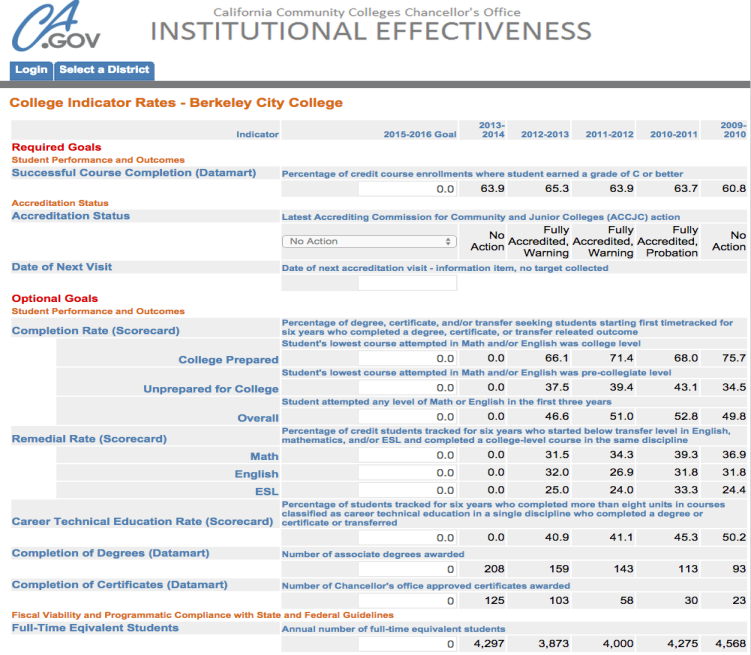 CA
.GOV
California Community Colleges Chancellor's Office
INSTITUTIONAL EFFECTIVENESS
Login Select a District
College Indicator Rates - Berkeley City College
Indicator 2015-2016 Goal 2013-2014 2012-2013 2011-2012 2010-2011 2009-2010
Required Goals
Student Performance and Outcomes
Successful Course Completion (Datamart) Percentage of credit course enrollments where student earned a grade of C or better
0.0 63.9 65.3 63.9 63.7 60.8
Accreditation Status
Accreditation Status Latest Accrediting Commission for Community and Junior Colleges (ACCJC) action
No Action No Action Fully Accredited, Warning Fully Accredited, Warning Fully Accredited, Probation No Action
Date of Next Visit Date of next accreditation visit - information item, no target collected
Optional Goals
Student Performance and Outcomes
Completion Rate (Scorecard) Percentage of degree, certificate, and/or transfer seeking students starting first timetracked for
six years who completed a degree, certificate, or transfer releated outcome
Student's lowest course attempted in Math and/or English was college level
College Prepared 0.0 0.0 66.1 71.4 68.0 75.7
Student's lowest course attempted in Math and/or English was pre-collegiate level
Unprepared for College 0.0 0.0 37.5 39.4 43.1 34.5
Student attempted any level of Math or English in the first three years
Overall 0.0 0.0 46.6 51.0 52.8 49.8
Remedial Rate (Scorecard) Percentage of credit students tracked for six years who started below transfer level in English,
mathematics, and/or ESL and completed a college-level course in the same discipline
Math 0.0 0.0 31.5 34.3 39.3 36.9
English 0.0 0.0 32.0 26.9 31.8 31.8
ESL 0.0 0.0 25.0 24.0 33.3 24.4
Percentage of students tracked for six years who completed more than eight units in courses
classified as career technical education in a single discipline who completed a degree or
Career Technical Education Rate (Scorecard) certificate or transferred
0.0 0.0 40.9 41.1 45.3 50.2
Completion of Degrees (Datamart) Number of associate degrees awarded
0 208 159 143 113 93
Completion of Certificates (Datamart) Number of Chancellor's office approved certificates awarded
0 125 103 58 30 23
Fiscal Viability and Programmatic Compliance with State and Federal Guidelines
Full-Time Eqivalent Students Annual number of full-time equivalent students
0 4,297 3,873 4,000 4,275 4,568